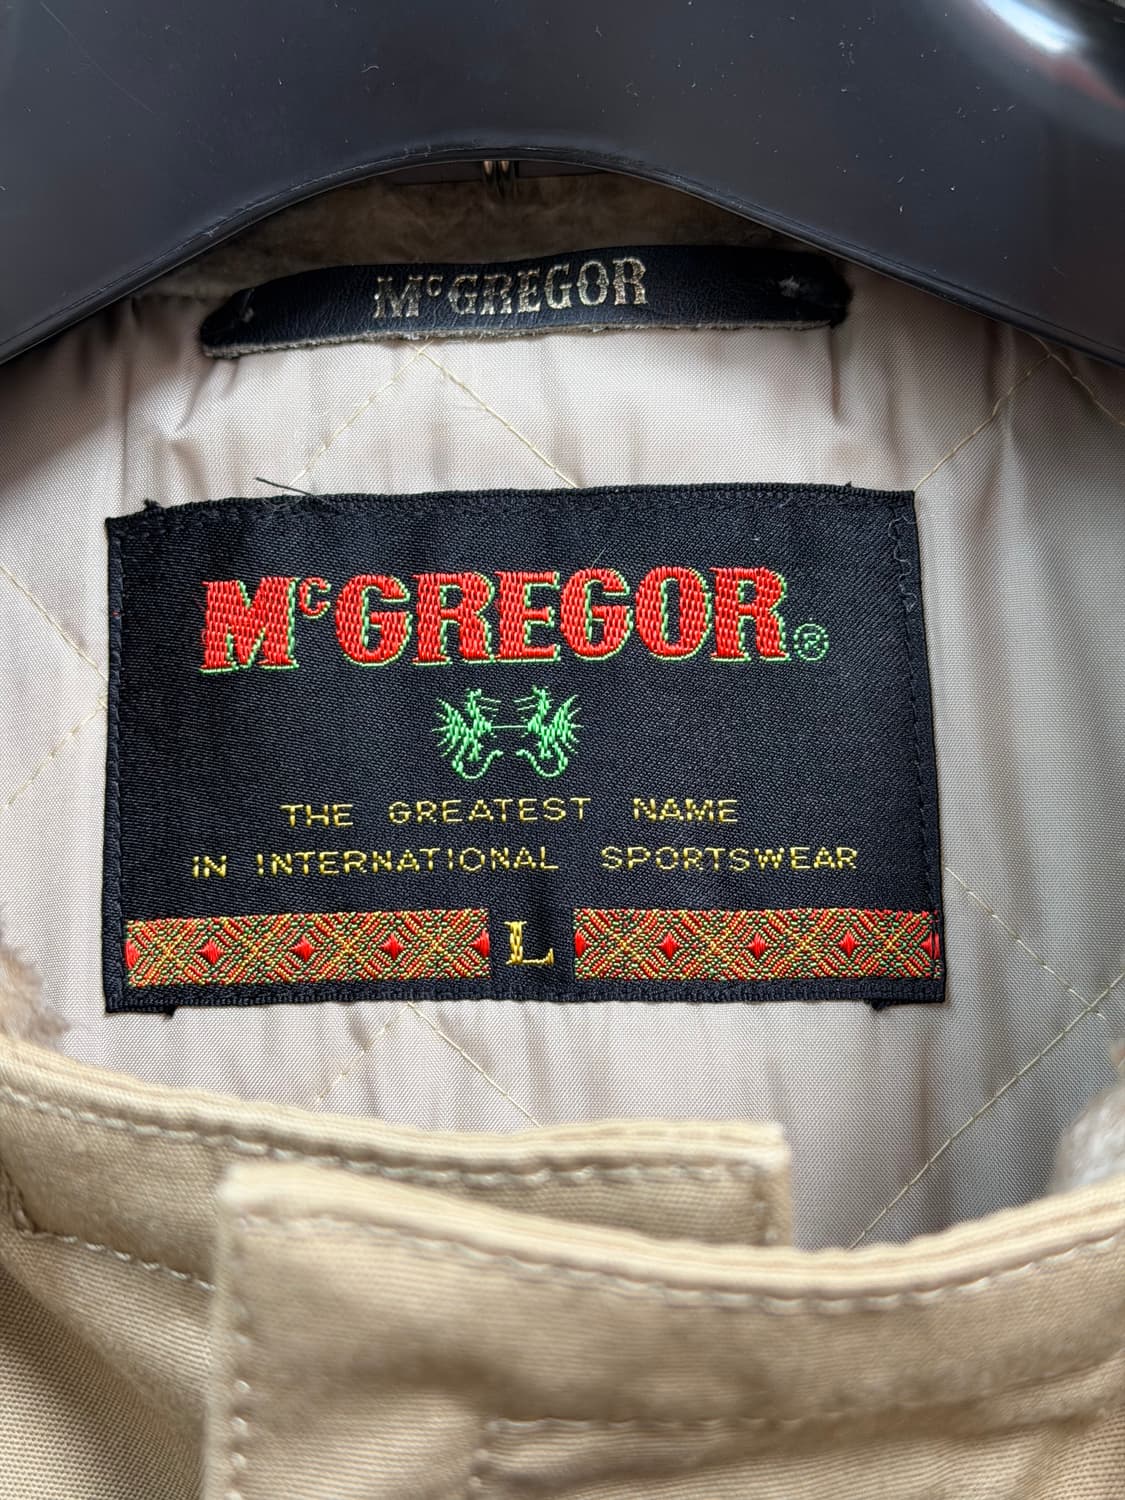 McGREGOR
McGREGOR®
THE GREATEST NAME
IN INTERNATIONAL SPORTSWEAR
L